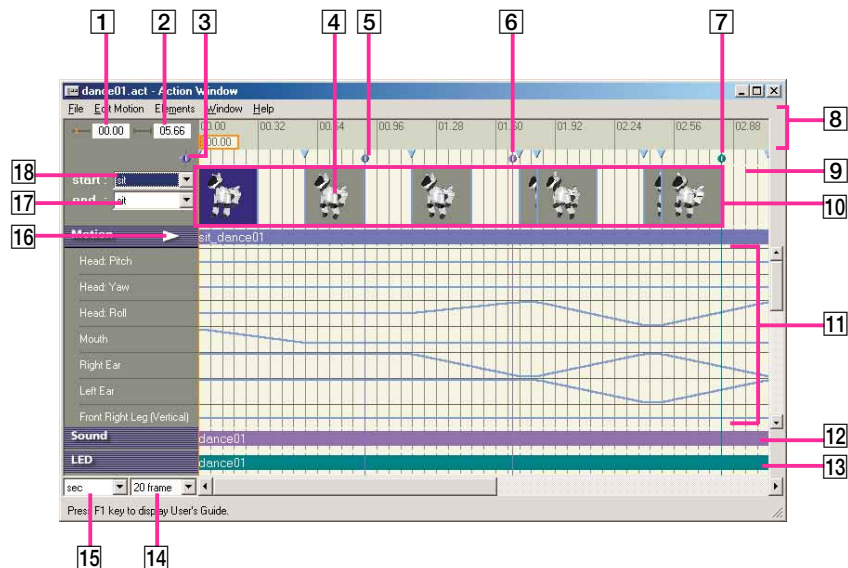 1 2 3 4 5 6 7
dance01.act - Action Window
File Edit Motion Elements Window Help
8
00.00 05.66 00.00 00.32 00.64 00.96 01.28 01.60 01.92 02.24 02.56 02.88
00.00
18 start : sit 9
17 end : sit 10
16 Motion sit_dance01
Head: Pitch
Head: Yaw
Head: Roll 11
Mouth
Right Ear
Left Ear
Front Right Leg (Vertical)
Sound dance01 12
LED dance01 13
sec 20 frame
Press F1 key to display User's Guide.
15 14